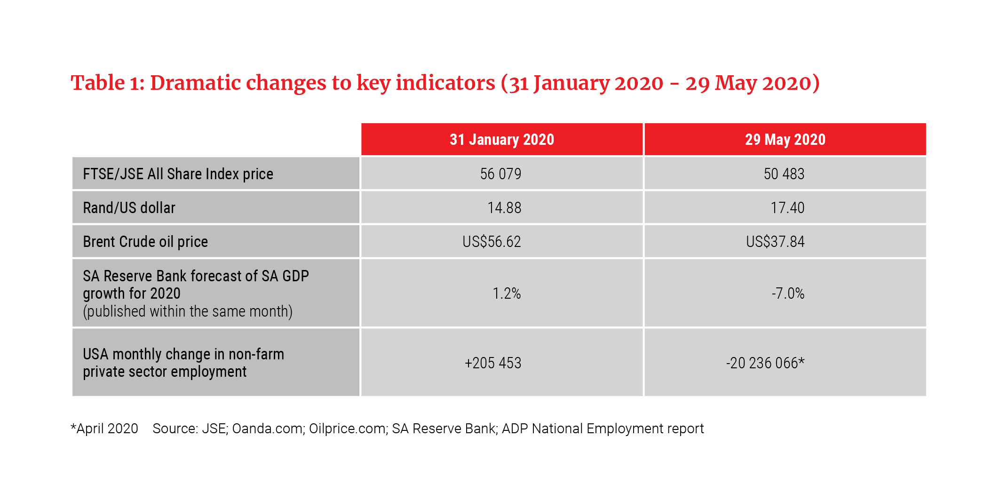 Table 1: Dramatic changes to key indicators (31 January 2020 - 29 May 2020)
31 January 2020 29 May 2020
FTSE/JSE All Share Index price 56 079 50 483
Rand/US dollar 14.88 17.40
Brent Crude oil price US$56.62 US$37.84
SA Reserve Bank forecast of SA GDP
growth for 2020 1.2% -7.0%
(published within the same month)
USA monthly change in non-farm
private sector employment +205 453 -20 236 066*
*April 2020 Source: JSE; Oanda.com; Oilprice.com; SA Reserve Bank; ADP National Employment report